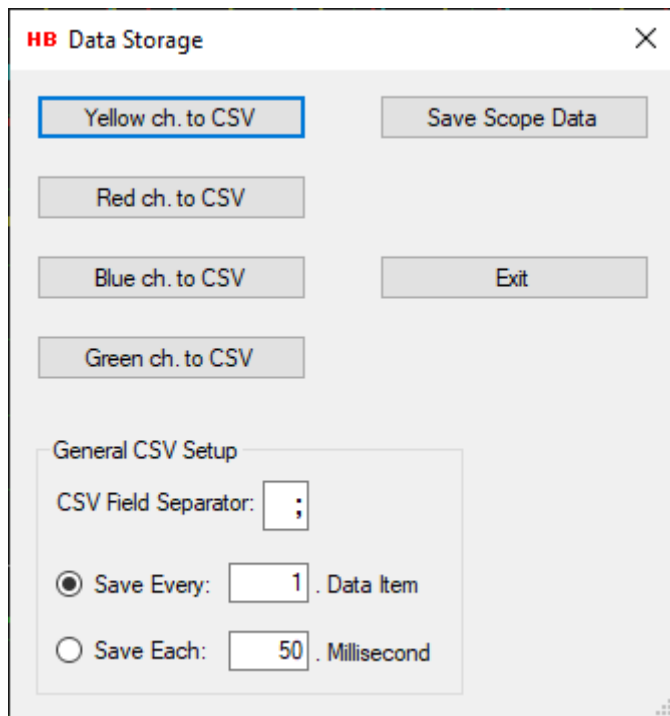 HB Data Storage
Yellow ch. to CSV
Save Scope Data
Red ch. to CSV
Blue ch. to CSV
Exit
Green ch. to CSV
General CSV Setup
CSV Field Separator: ;
Save Every: 1 . Data Item
Save Each: 50 . Millisecond